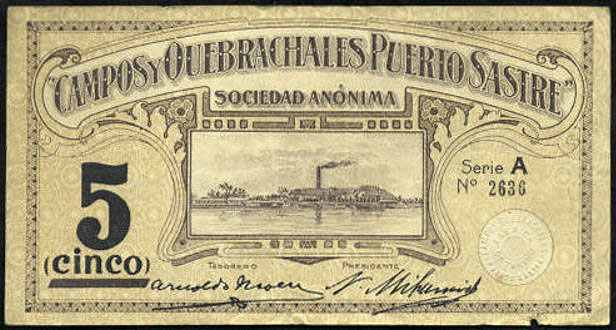 "CAMPOS Y QUEBRACHALES PUERTO SASTRE"
SOCIEDAD ANÓNIMA
Serie A
Nº 2636
5
(cinco)
TESORERO PRESIDENTE